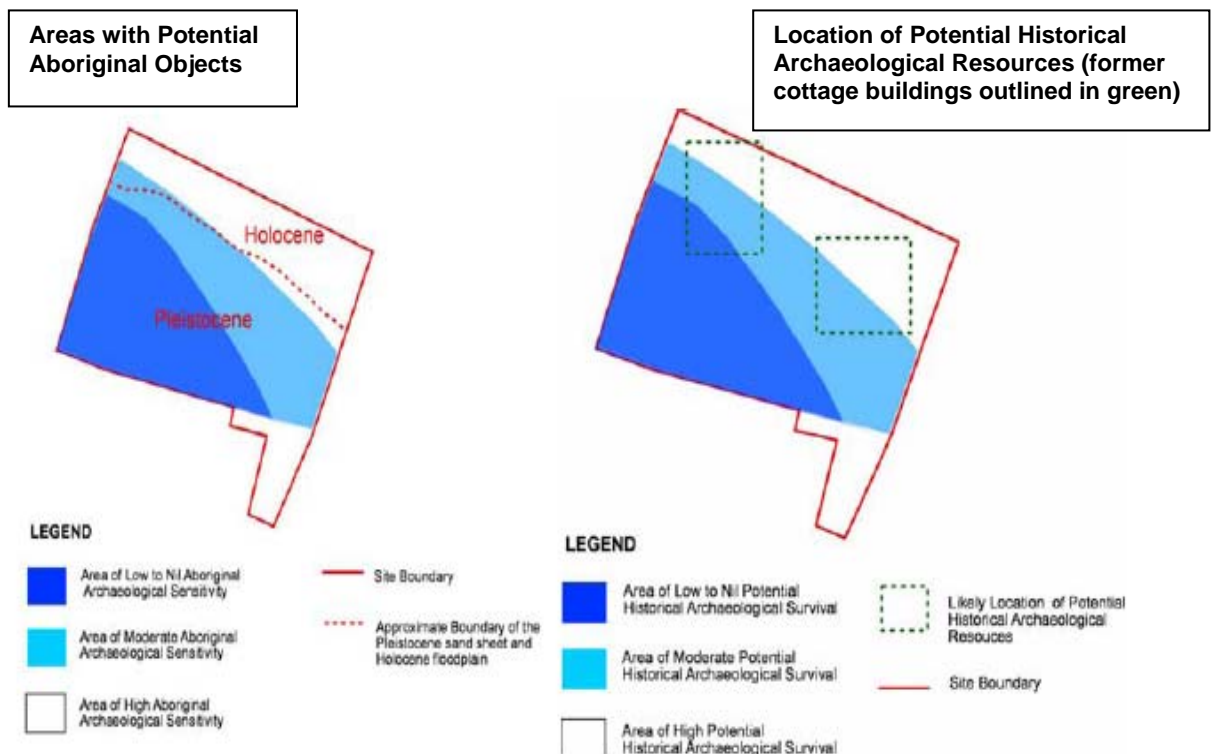 Areas with Potential
Aboriginal Objects
Holocene
Pleistocene
LEGEND
Area of Low to Nil Aboriginal
Archaeological Sensitivity
Area of Moderate Aboriginal
Archaeological Sensitivity
Area of High Aboriginal
Archaeological Sensitivity
Site Boundary
Approximate Boundary of the
Pleistocene sand sheet and
Holocene floodplain
Location of Potential Historical
Archaeological Resources (former
cottage buildings outlined in green)
LEGEND
Area of Low to Nil Potential
Historical Archaeological Survival
Area of Moderate Potential
Historical Archaeological Survival
Area of High Potential
Historical Archaeological Survival
Likely Location of Potential
Historical Archaeological
Resouces
Site Boundary